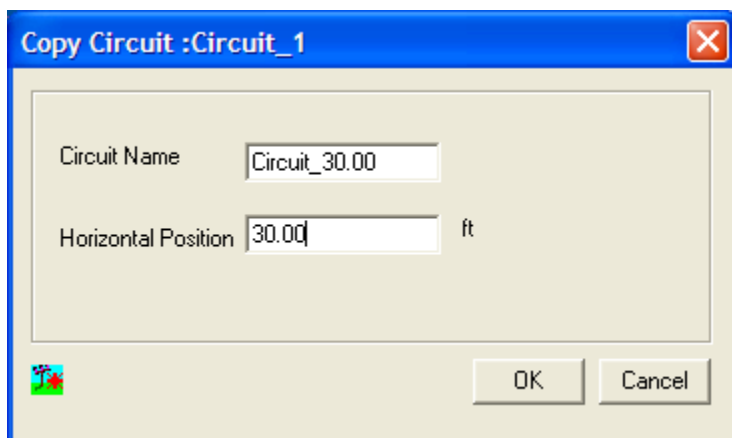 Copy Circuit :Circuit_1
Circuit Name Circuit_30.00
Horizontal Position 30.00 ft
OK Cancel